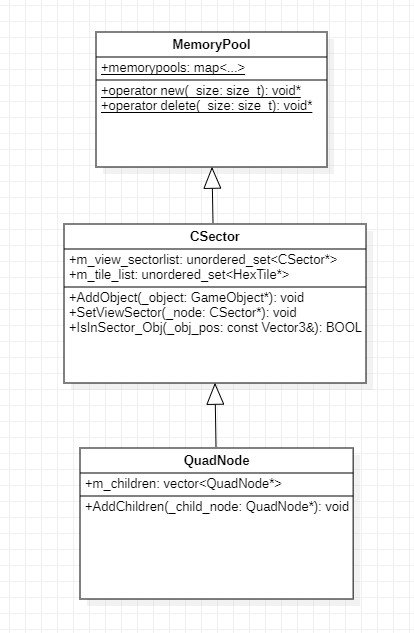 MemoryPool
+memorypools: map<...>
+operator new(_size: size_t): void*
+operator delete(_size: size_t): void*
CSector
+m_view_sectorlist: unordered_set<CSector*>
+m_tile_list: unordered_set<HexTile*>
+AddObject(_object: GameObject*): void
+SetViewSector(_node: CSector*): void
+IsInSector_Obj(_obj_pos: const Vector3&): BOOL
QuadNode
+m_children: vector<QuadNode*>
+AddChildren(_child_node: QuadNode*): void